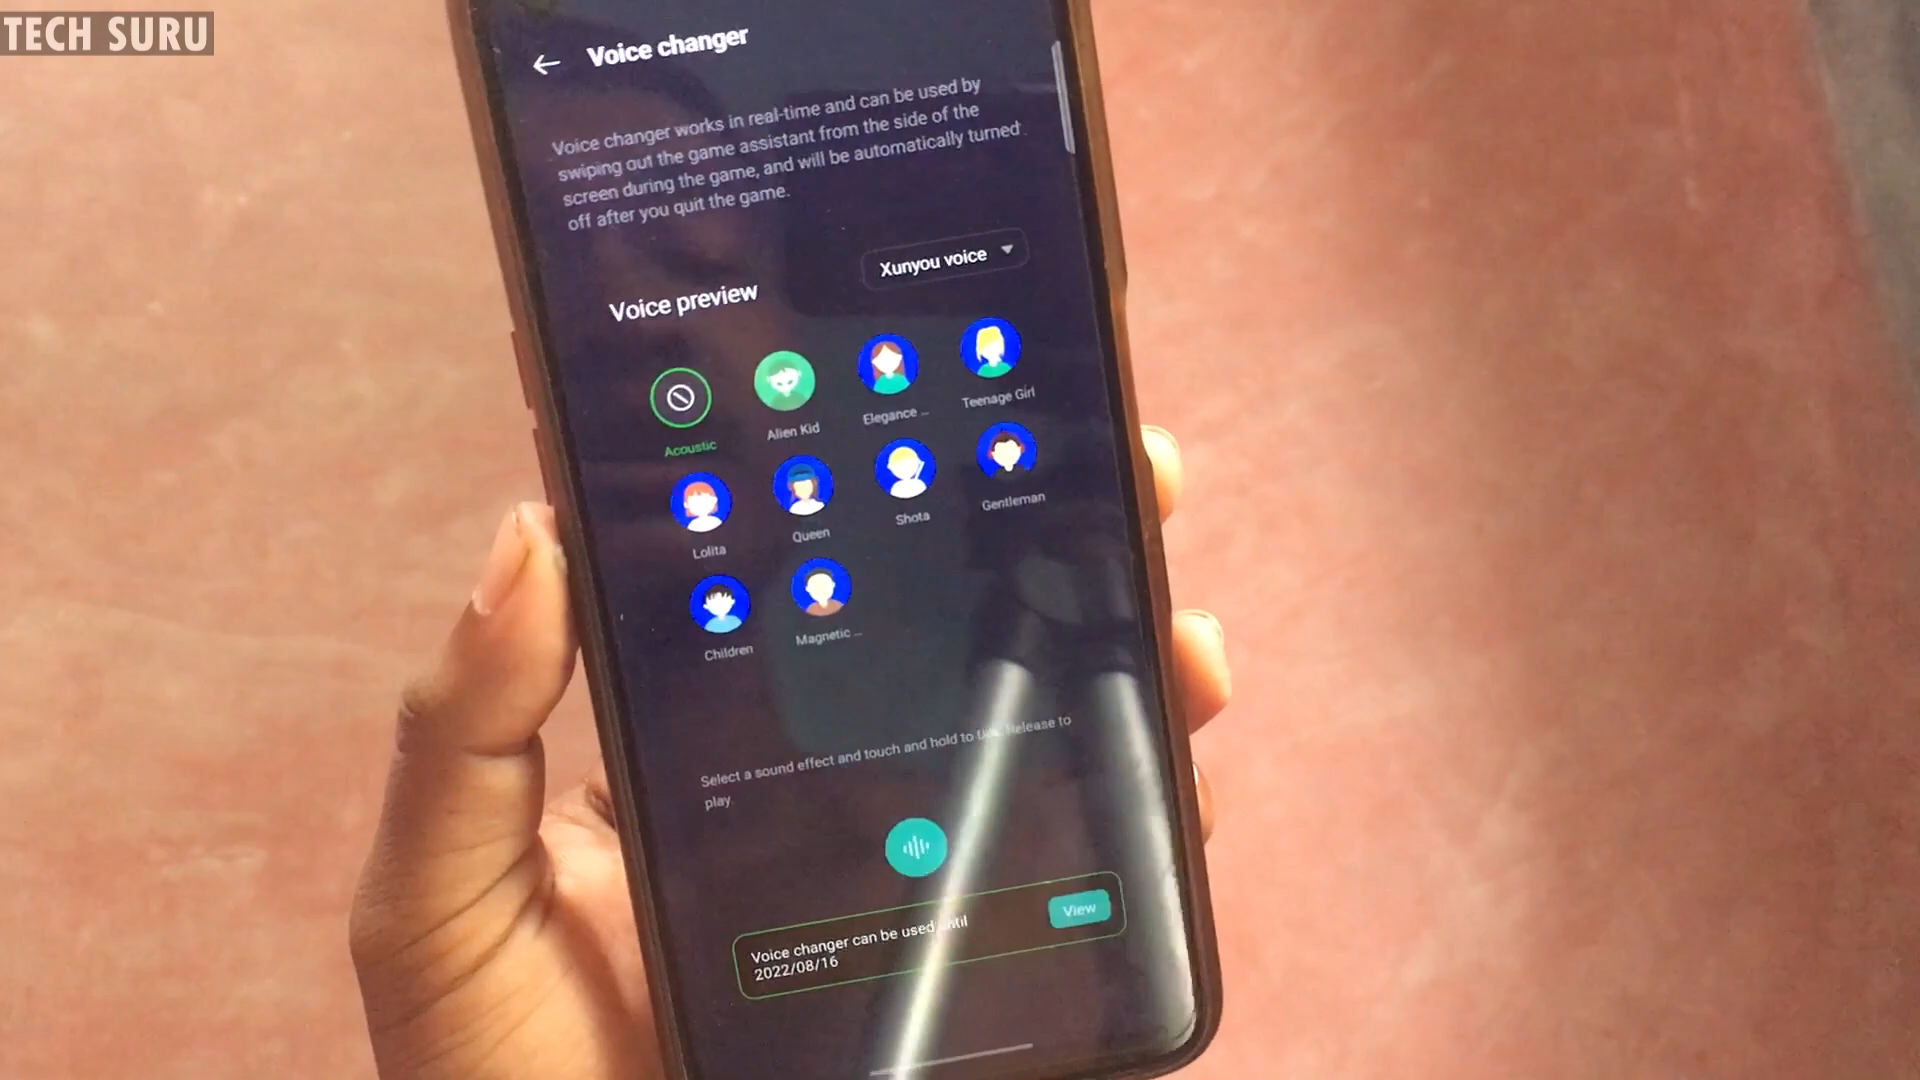 TECH SURU
Voice changer
Voice changer works in real-time and can be used by
swiping out the game assistant from the side of the
screen during the game, and will be automatically turned
off after you quit the game.
Xunyou voice
Voice preview
Acoustic
Alien Kid
Elegance ...
Teenage Girl
Lolita
Queen
Shota
Gentleman
Children
Magnetic ...
Select a sound effect and touch and hold to Release to
play.
Voice changer can be used until
2022/08/16
View